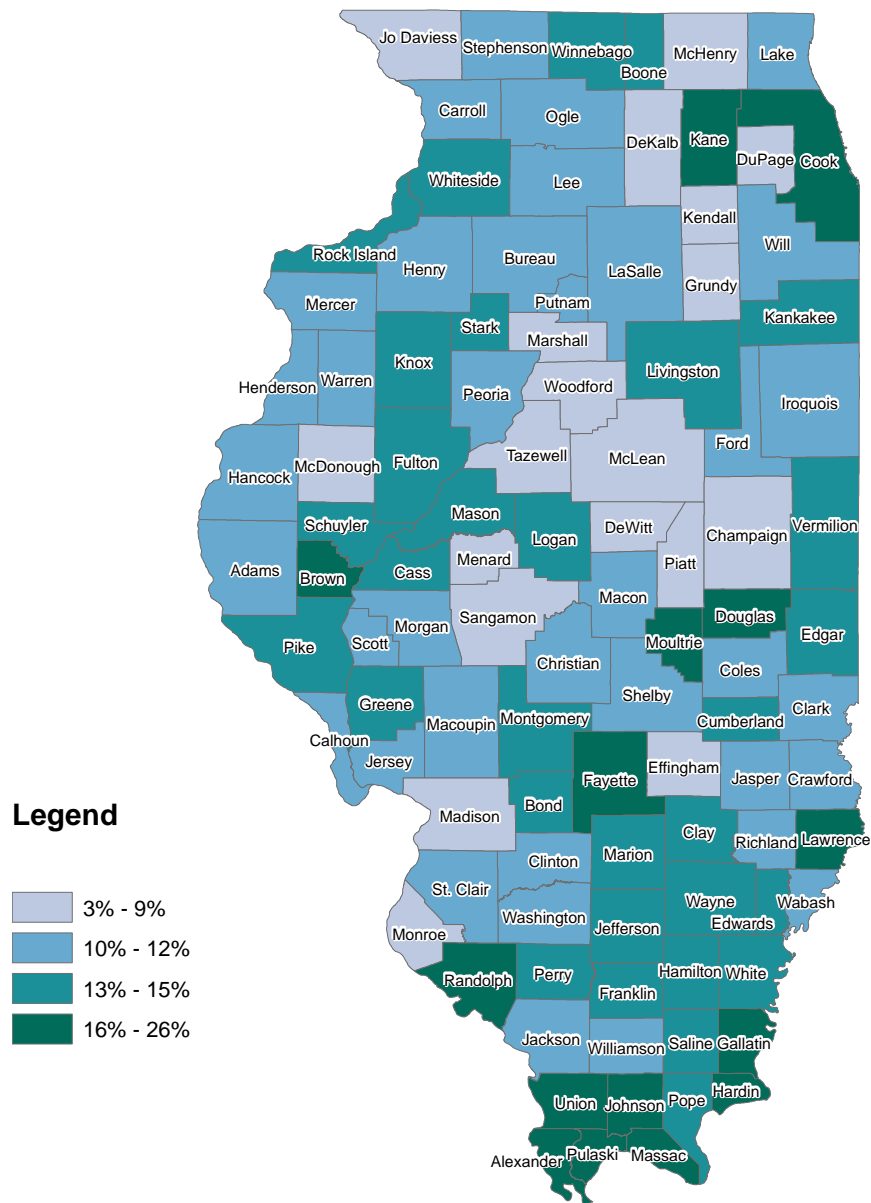 Jo Daviess
Stephenson
Winnebago
Boone
McHenry
Lake
Carroll
Ogle
DeKalb
Kane
DuPage
Cook
Whiteside
Lee
Kendall
Rock Island
Henry
Bureau
LaSalle
Will
Grundy
Mercer
Putnam
Kankakee
Stark
Marshall
Knox
Livingston
Henderson
Warren
Peoria
Woodford
Iroquois
Hancock
McDonough
Fulton
Tazewell
McLean
Ford
Schuyler
Mason
Logan
DeWitt
Champaign
Vermilion
Adams
Brown
Cass
Menard
Piatt
Macon
Pike
Scott
Morgan
Sangamon
Moultrie
Douglas
Edgar
Christian
Coles
Shelby
Greene
Macoupin
Montgomery
Cumberland
Clark
Calhoun
Jersey
Fayette
Effingham
Jasper
Crawford
Madison
Bond
Clay
Richland
Lawrence
Marion
Clinton
St. Clair
Wayne
Wabash
Washington
Edwards
Monroe
Jefferson
Randolph
Perry
Hamilton
White
Franklin
Jackson
Williamson
Saline
Gallatin
Union
Johnson
Pope
Hardin
Alexander
Pulaski
Massac
Legend
3% - 9%
10% - 12%
13% - 15%
16% - 26%